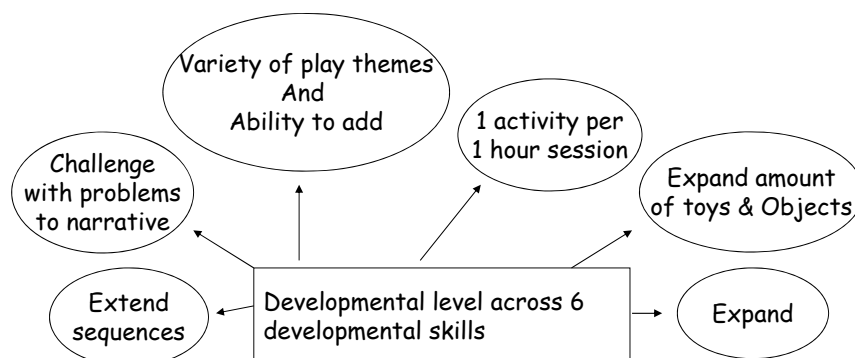 Variety of play themes
And
Ability to add
1 activity per
1 hour session
Challenge
with problems
to narrative
Expand amount
of toys & Objects
Extend
sequences
Developmental level across 6
developmental skills
Expand